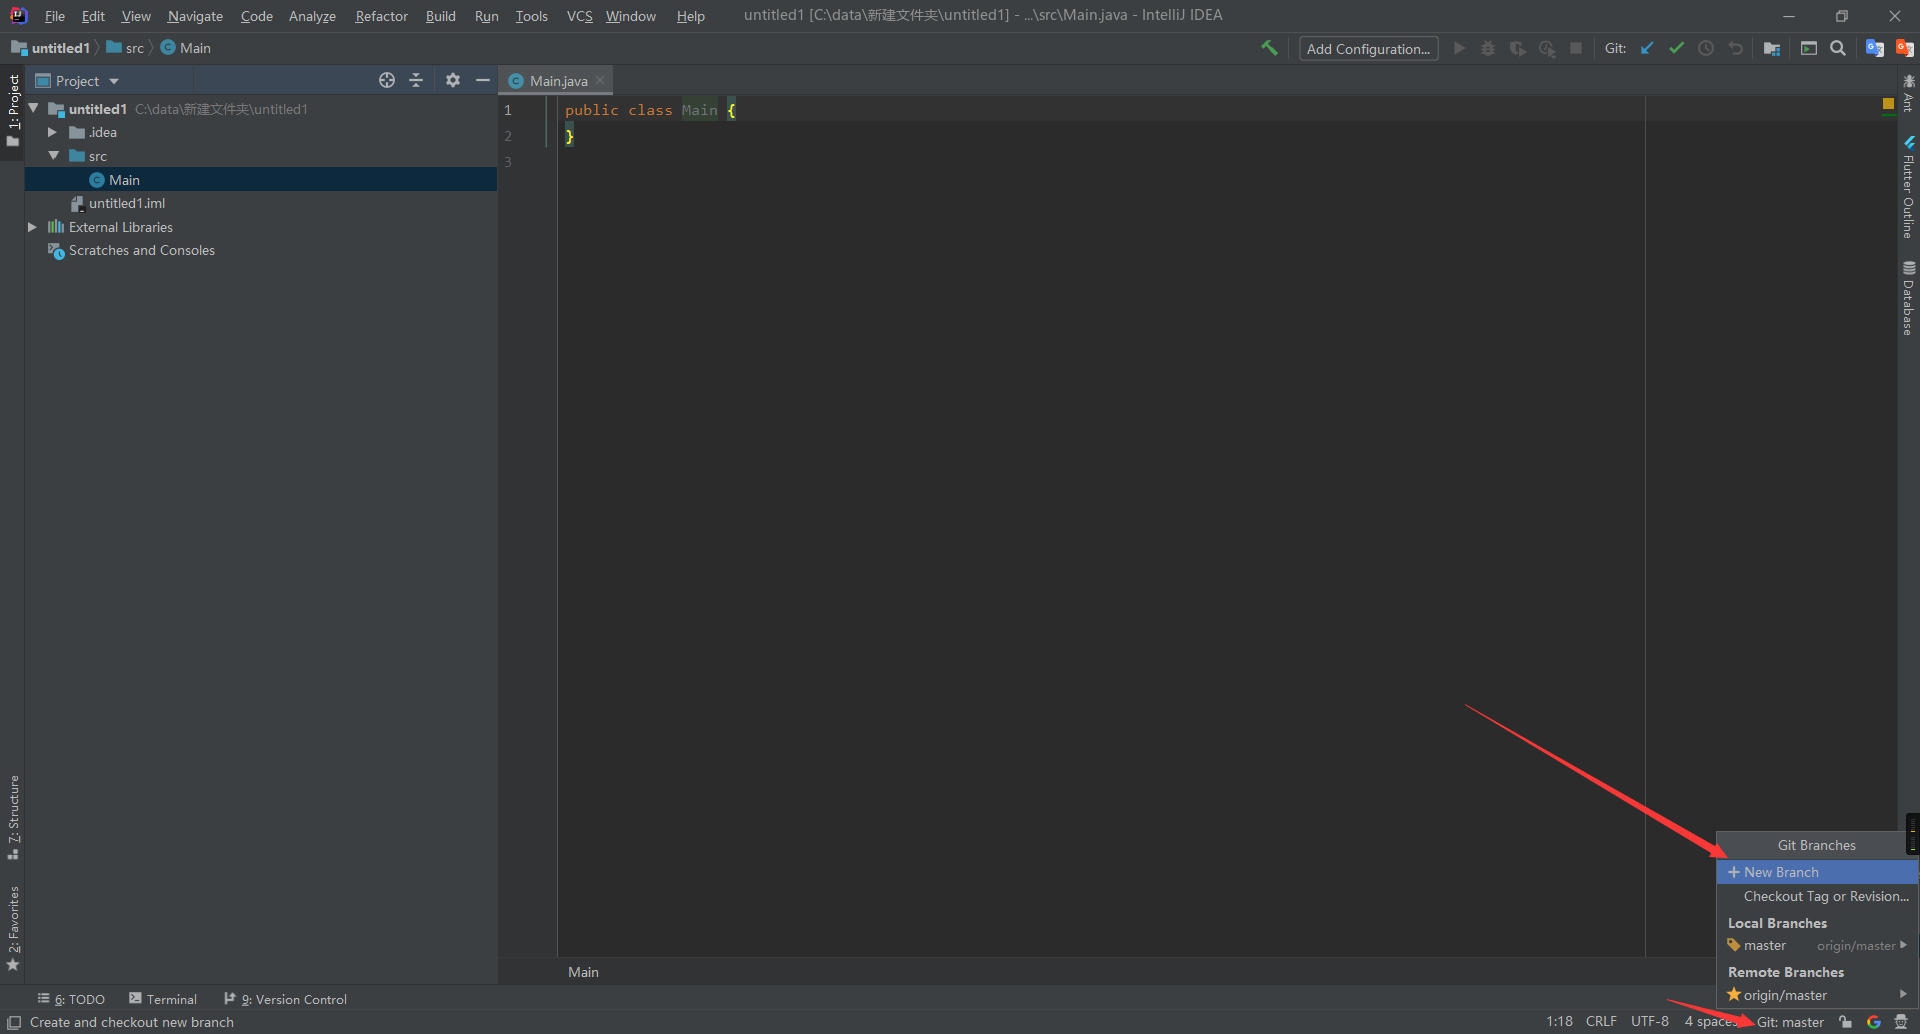 File Edit View Navigate Code Analyze Refactor Build Run Tools VCS Window Help untitled1 [C:\data\新建文件夹\untitled1] - ...\src\Main.java - IntelliJ IDEA
untitled1 src Main Add Configuration... Git:
Project Main.java
untitled1 C:\data\新建文件夹\untitled1
.idea
src
Main
untitled1.iml
External Libraries
Scratches and Consoles
1 public class Main {
2 }
3
1: Project
7: Structure
2: Favorites
Ant
Flutter Outline
Database
Git Branches
New Branch
Checkout Tag or Revision...
Local Branches
master origin/master
Remote Branches
origin/master
Main
6: TODO Terminal 9: Version Control
Create and checkout new branch 1:18 CRLF UTF-8 4 spaces Git: master